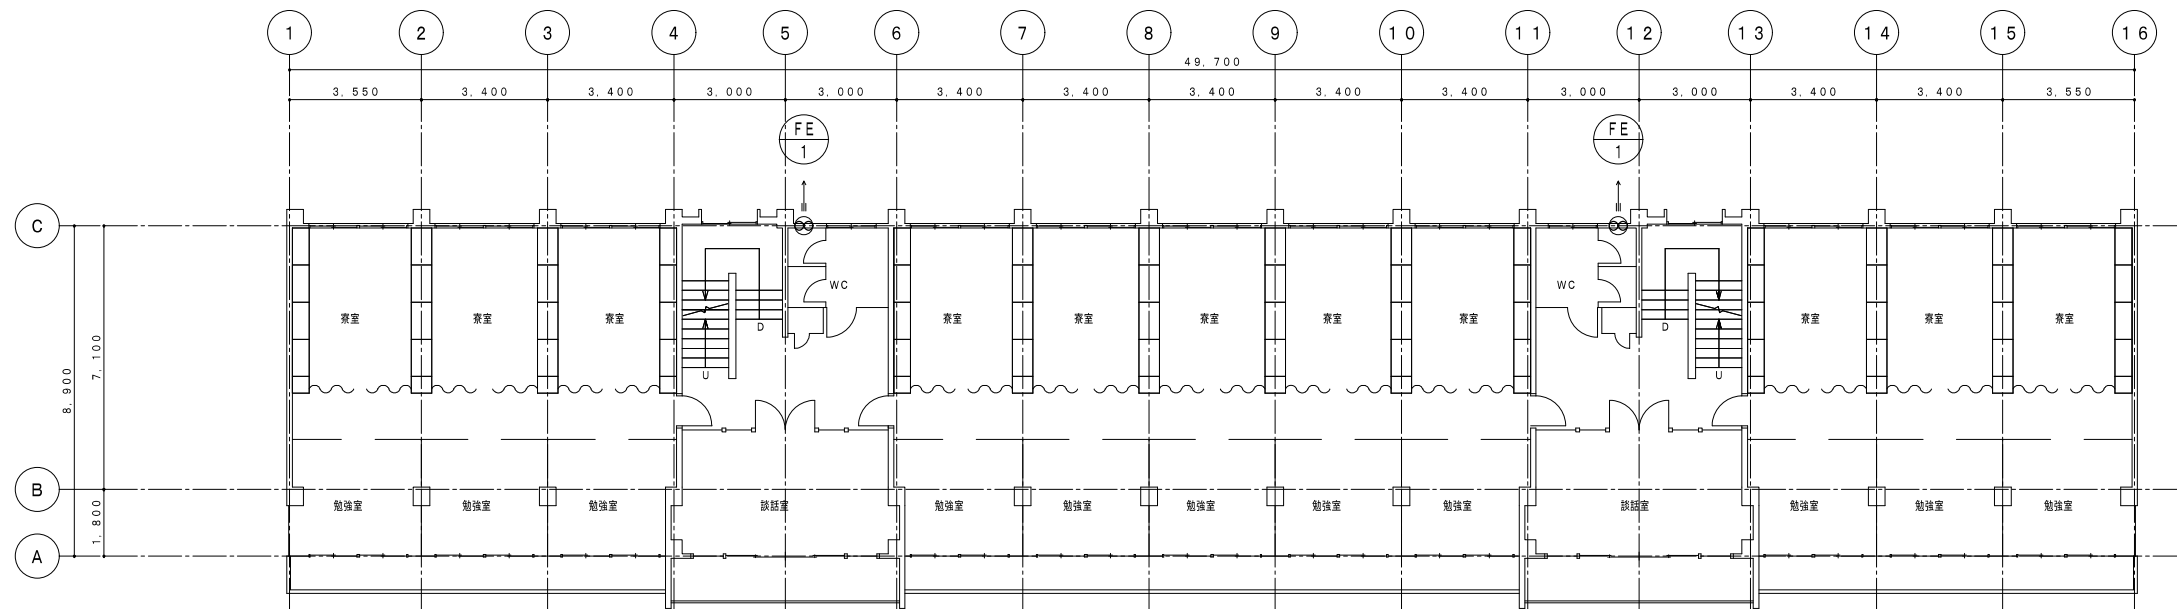 1 2 3 4 5 6 7 8 9 10 11 12 13 14 15 16
49,700
3,550 3,400 3,400 3,000 3,000 3,400 3,400 3,400 3,400 3,400 3,000 3,000 3,400 3,400 3,550
FE FE
1 1
C
WC WC
寮室 寮室 寮室 寮室 寮室 寮室 寮室 寮室 寮室 寮室 寮室
D D
7,100
U U
8,900
B
勉強室 勉強室 勉強室 談話室 勉強室 勉強室 勉強室 勉強室 勉強室 談話室 勉強室 勉強室 勉強室
1,800
A